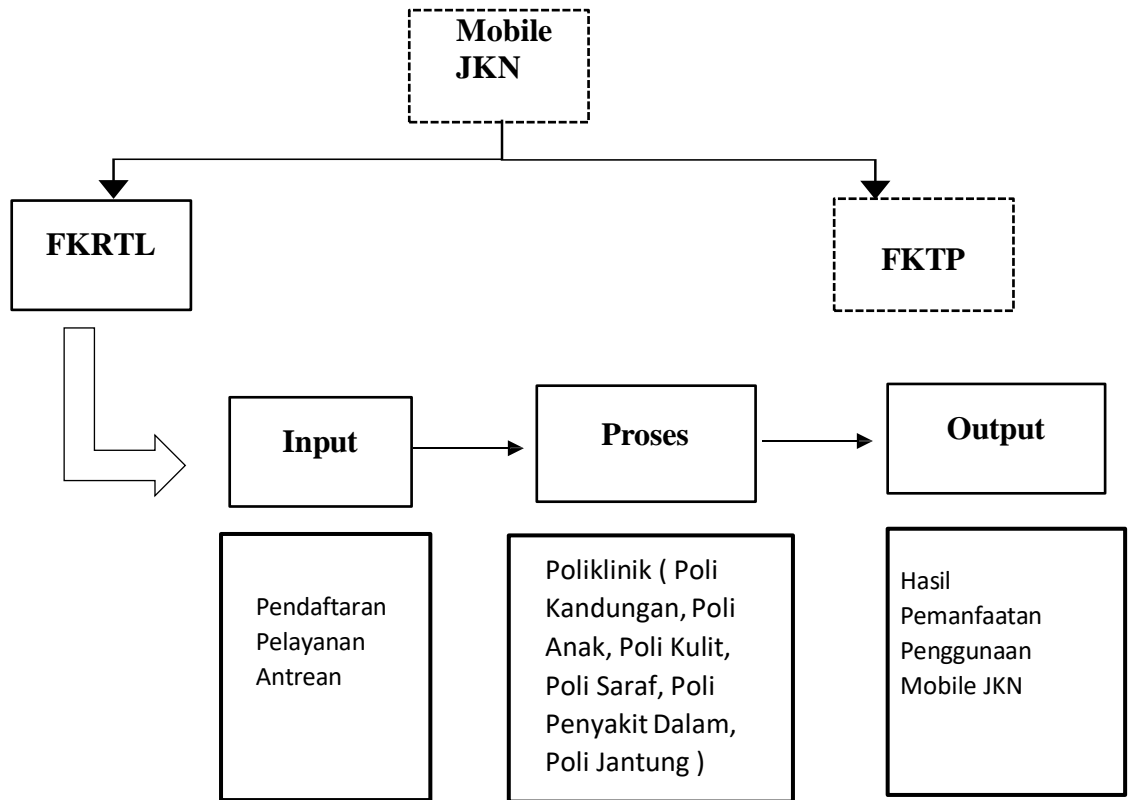 Mobile
JKN
FKRTL
FKTP
Input
Proses
Output
Pendaftaran
Pelayanan
Antrean
Poliklinik ( Poli
Kandungan, Poli
Anak, Poli Kulit,
Poli Saraf, Poli
Penyakit Dalam,
Poli Jantung )
Hasil
Pemanfaatan
Penggunaan
Mobile JKN